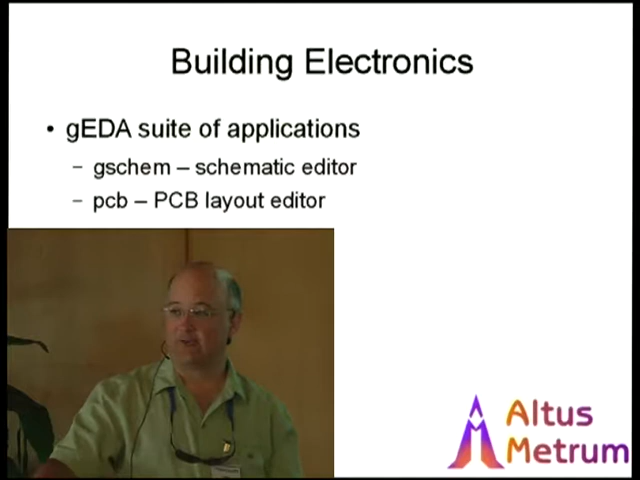 Building Electronics
• gEDA suite of applications
– gschem – schematic editor
– pcb – PCB layout editor
Altus
Metrum